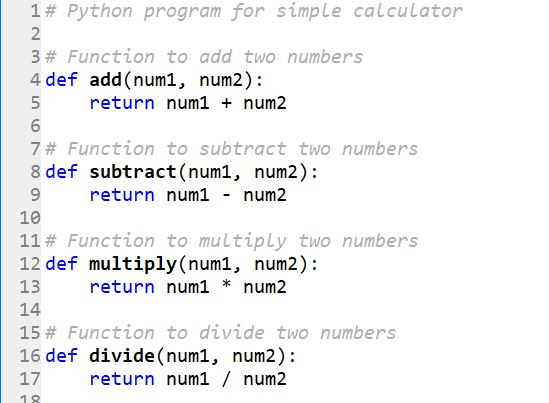 1 # Python program for simple calculator
2
3 # Function to add two numbers
4 def add(num1, num2):
5     return num1 + num2
6
7 # Function to subtract two numbers
8 def subtract(num1, num2):
9     return num1 - num2
10
11 # Function to multiply two numbers
12 def multiply(num1, num2):
13     return num1 * num2
14
15 # Function to divide two numbers
16 def divide(num1, num2):
17     return num1 / num2
18